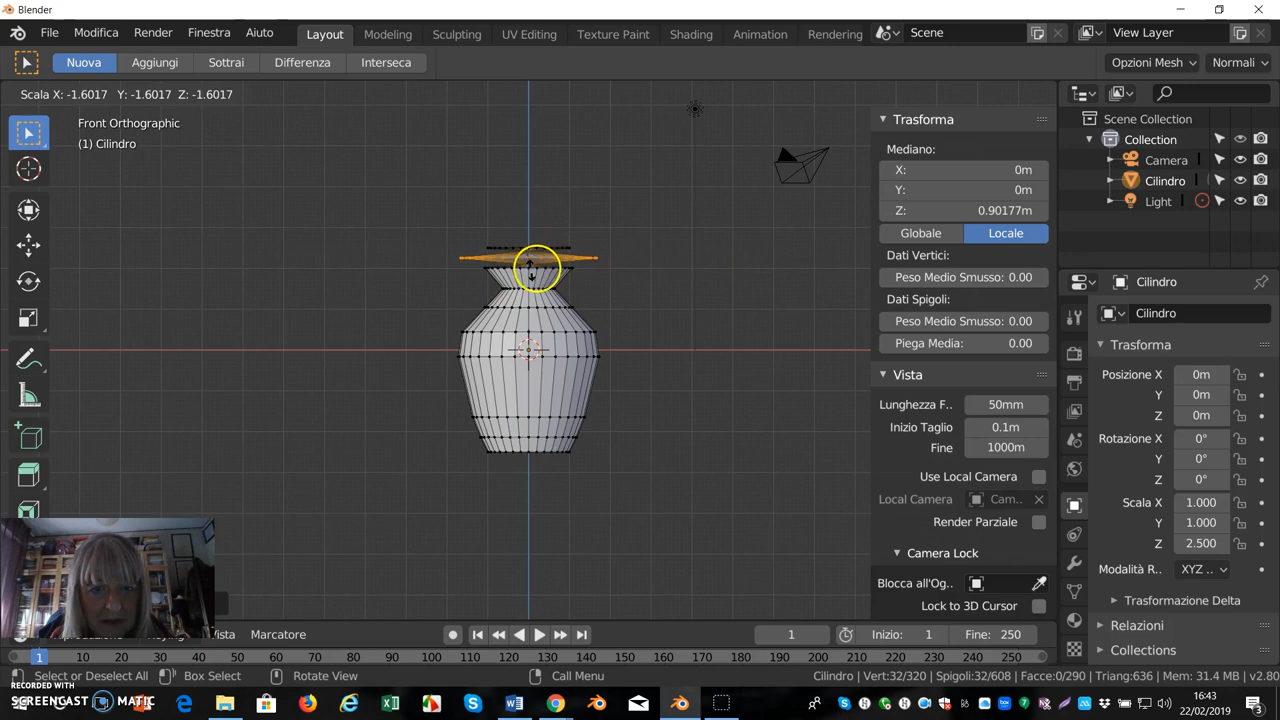 Blender
File Modifica Render Finestra Aiuto Layout Modeling Sculpting UV Editing Texture Paint Shading Animation Rendering Scene View Layer
Nuova Aggiungi Sottrai Differenza Interseca Opzioni Mesh Normali
Scala X: -1.6017 Y: -1.6017 Z: -1.6017
Front Orthographic
(1) Cilindro
Trasforma
Mediano:
X: 0m
Y: 0m
Z: 0.90177m
Globale Locale
Dati Vertici:
Peso Medio Smusso: 0.00
Dati Spigoli:
Peso Medio Smusso: 0.00
Piega Media: 0.00
Vista
Lunghezza F.. 50mm
Inizio Taglio 0.1m
Fine 1000m
Use Local Camera
Local Camera Cam..
Render Parziale
Camera Lock
Blocca all'Og..
Lock to 3D Cursor
Scene Collection
Collection
Camera
Cilindro
Light
Cilindro
Cilindro
Trasforma
Posizione X 0m
Y 0m
Z 0m
Rotazione X 0°
Y 0°
Z 0°
Scala X 1.000
Y 1.000
Z 2.500
Modalità R.. XYZ ..
Trasformazione Delta
Relazioni
Collections
Vista Marcatore 1 Inizio: 1 Fine: 250
1 10 20 30 40 50 60 70 80 90 100 110 120 130 140 150 160 170 180 190 200 210 220 230 240 250
Select or Deselect All Box Select Rotate View Call Menu Cilindro | Vert:32/320 | Spigoli:32/608 | Facce:0/290 | Triang:636 | Mem: 31.4 MB | v2.80
RECORDED WITH
SCREENCAST MATIC
16:43
22/02/2019